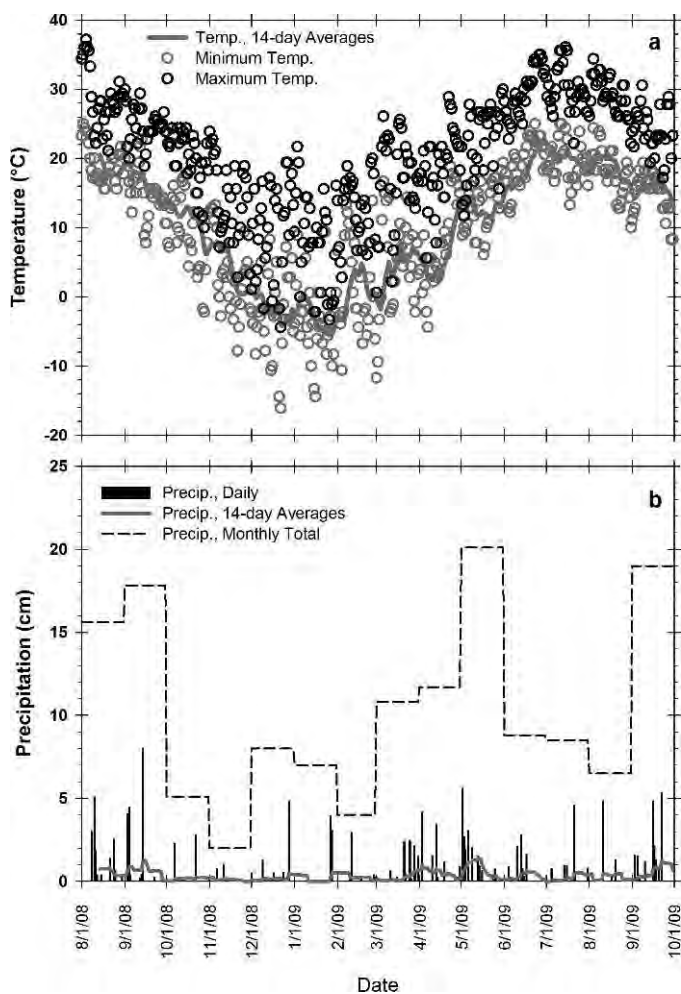 40
Temp., 14-day Averages
a
Minimum Temp.
30
Maximum Temp.
20
10
0
-10
-20
Temperature (°C)
25
Precip., Daily
b
Precip., 14-day Averages
20
Precip., Monthly Total
15
10
5
0
Precipitation (cm)
8/1/08
9/1/08
10/1/08
11/1/08
12/1/08
1/1/09
2/1/09
3/1/09
4/1/09
5/1/09
6/1/09
7/1/09
8/1/09
9/1/09
10/1/09
Date